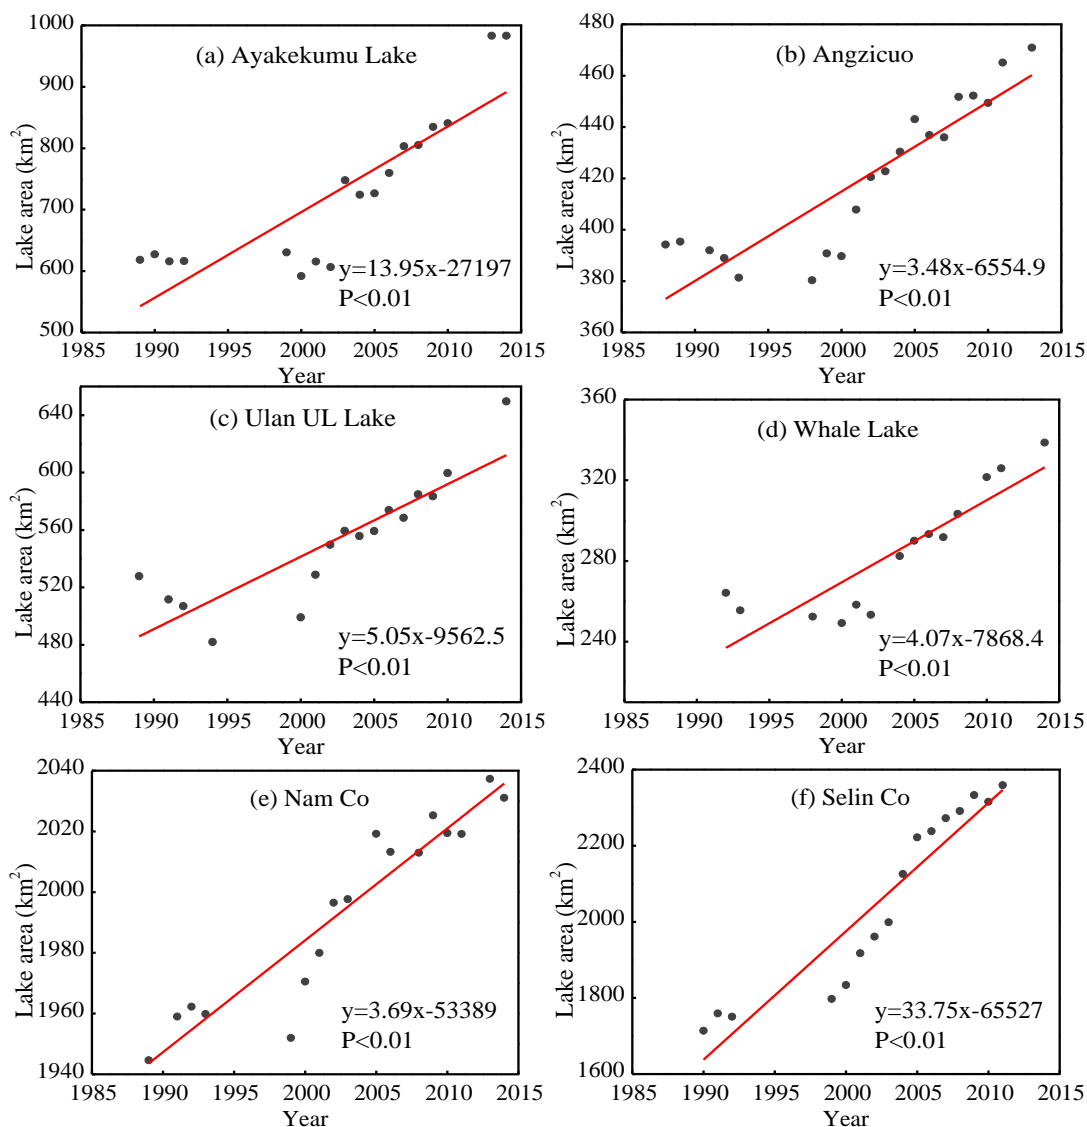 (a) Ayakekumu Lake
Lake area (km²)
1000
900
800
700
600
500
y=13.95x-27197
P<0.01
1985 1990 1995 2000 2005 2010 2015
Year
(b) Angzicuo
Lake area (km²)
480
460
440
420
400
380
360
y=3.48x-6554.9
P<0.01
1985 1990 1995 2000 2005 2010 2015
Year
(c) Ulan UL Lake
Lake area (km²)
640
600
560
520
480
440
y=5.05x-9562.5
P<0.01
1985 1990 1995 2000 2005 2010 2015
Year
(d) Whale Lake
Lake area (km²)
360
320
280
240
y=4.07x-7868.4
P<0.01
1985 1990 1995 2000 2005 2010 2015
Year
(e) Nam Co
Lake area (km²)
2040
2020
2000
1980
1960
1940
y=3.69x-53389
P<0.01
1985 1990 1995 2000 2005 2010 2015
Year
(f) Selin Co
Lake area (km²)
2400
2200
2000
1800
1600
y=33.75x-65527
P<0.01
1985 1990 1995 2000 2005 2010 2015
Year